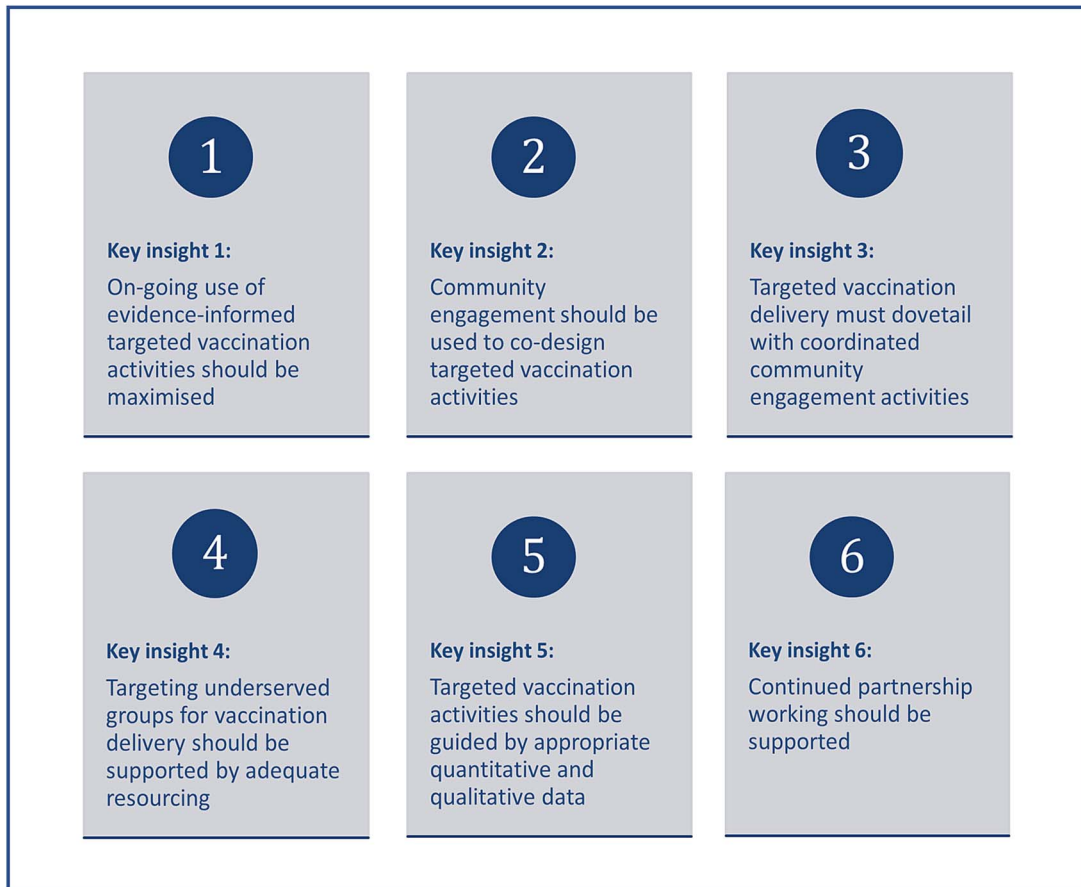 1
Key insight 1:
On-going use of
evidence-informed
targeted vaccination
activities should be
maximised
2
Key insight 2:
Community
engagement should be
used to co-design
targeted vaccination
activities
3
Key insight 3:
Targeted vaccination
delivery must dovetail
with coordinated
community
engagement activities
4
Key insight 4:
Targeting underserved
groups for vaccination
delivery should be
supported by adequate
resourcing
5
Key insight 5:
Targeted vaccination
activities should be
guided by appropriate
quantitative and
qualitative data
6
Key insight 6:
Continued partnership
working should be
supported